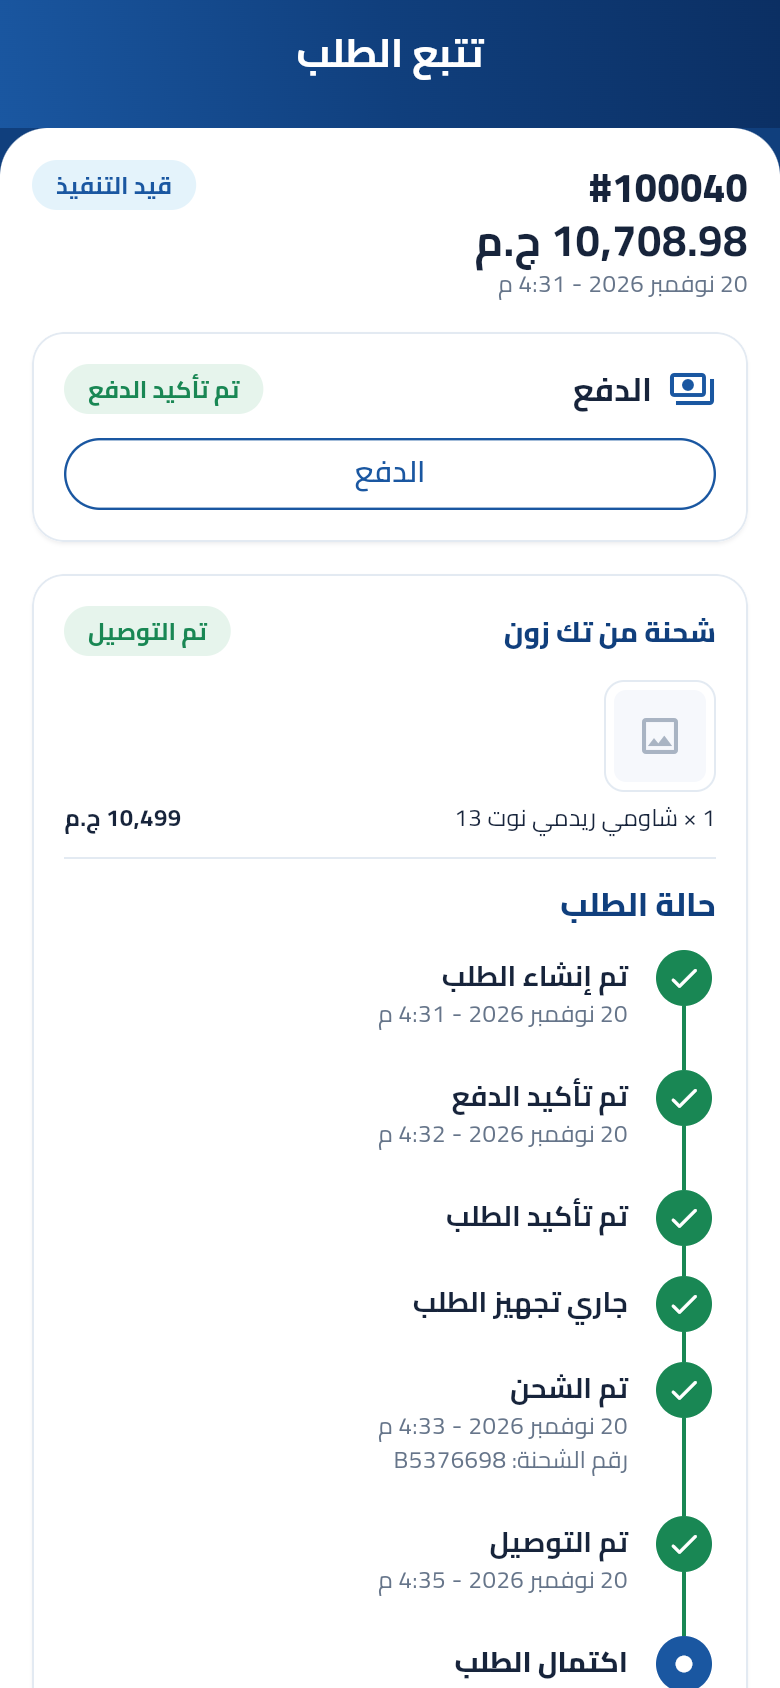 تتبع الطلب
#100040
قيد التنفيذ
10,708.98 ج.م
20 نوفمبر 2026 - 4:31 م
الدفع
تم تأكيد الدفع
الدفع
شحنة من تك زون
تم التوصيل
1 × شاومي ريدمي نوت 13
10,499 ج.م
حالة الطلب
تم إنشاء الطلب
20 نوفمبر 2026 - 4:31 م
تم تأكيد الدفع
20 نوفمبر 2026 - 4:32 م
تم تأكيد الطلب
جاري تجهيز الطلب
تم الشحن
20 نوفمبر 2026 - 4:33 م
رقم الشحنة: B5376698
تم التوصيل
20 نوفمبر 2026 - 4:35 م
اكتمال الطلب